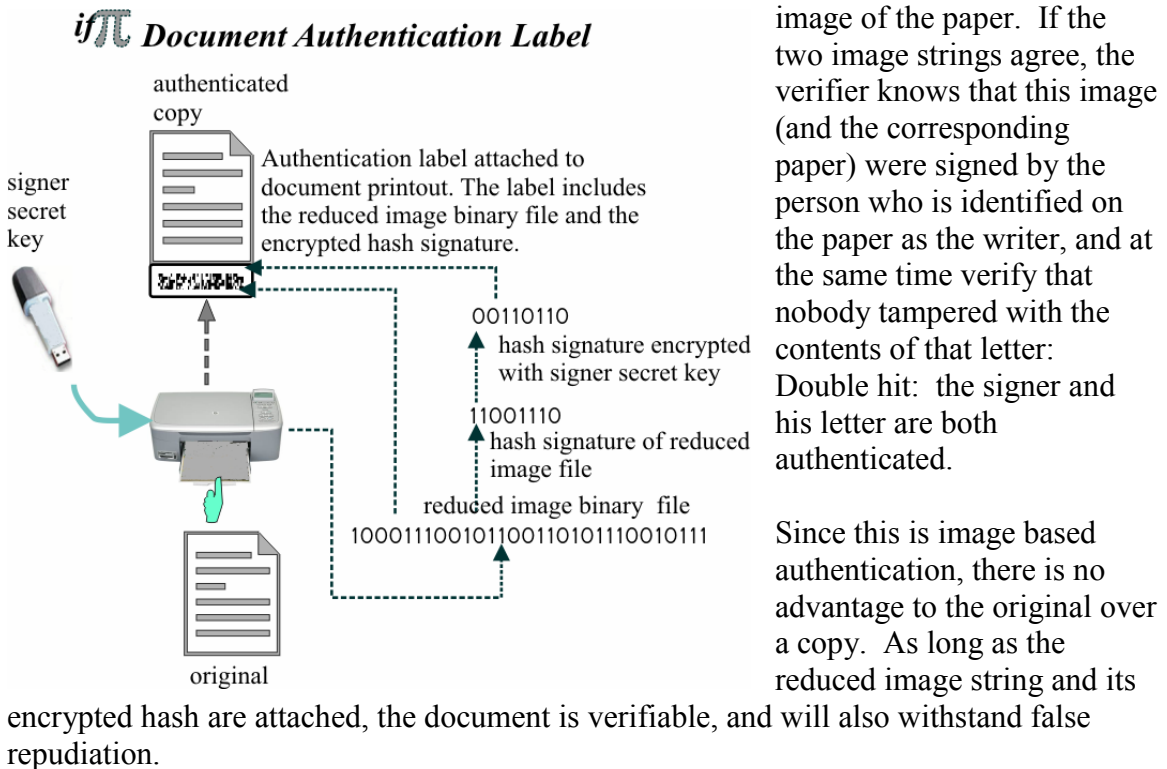 ifπ Document Authentication Label
authenticated
copy
Authentication label attached to
document printout. The label includes
the reduced image binary file and the
encrypted hash signature.
signer
secret
key
00110110
hash signature encrypted
with signer secret key
11001110
hash signature of reduced
image file
reduced image binary file
1000111001011001101011110010111
original
image of the paper. If the
two image strings agree, the
verifier knows that this image
(and the corresponding
paper) were signed by the
person who is identified on
the paper as the writer, and at
the same time verify that
nobody tampered with the
contents of that letter:
Double hit: the signer and
his letter are both
authenticated.
Since this is image based
authentication, there is no
advantage to the original over
a copy. As long as the
reduced image string and its
encrypted hash are attached, the document is verifiable, and will also withstand false
repudiation.